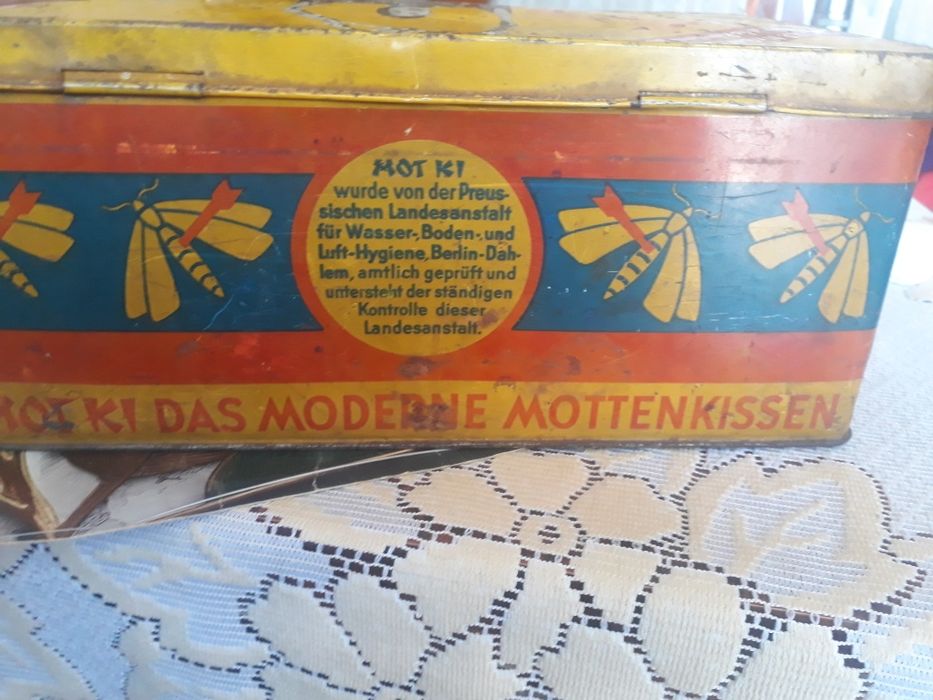 MOT KI
wurde von der Preus-
sischen Landesanstalt
für Wasser-, Boden-, und
Luft-Hygiene, Berlin-Dah-
lem, amtlich geprüft und
untersteht der ständigen
Kontrolle dieser
Landesanstalt.
MOT KI DAS MODERNE MOTTENKISSEN